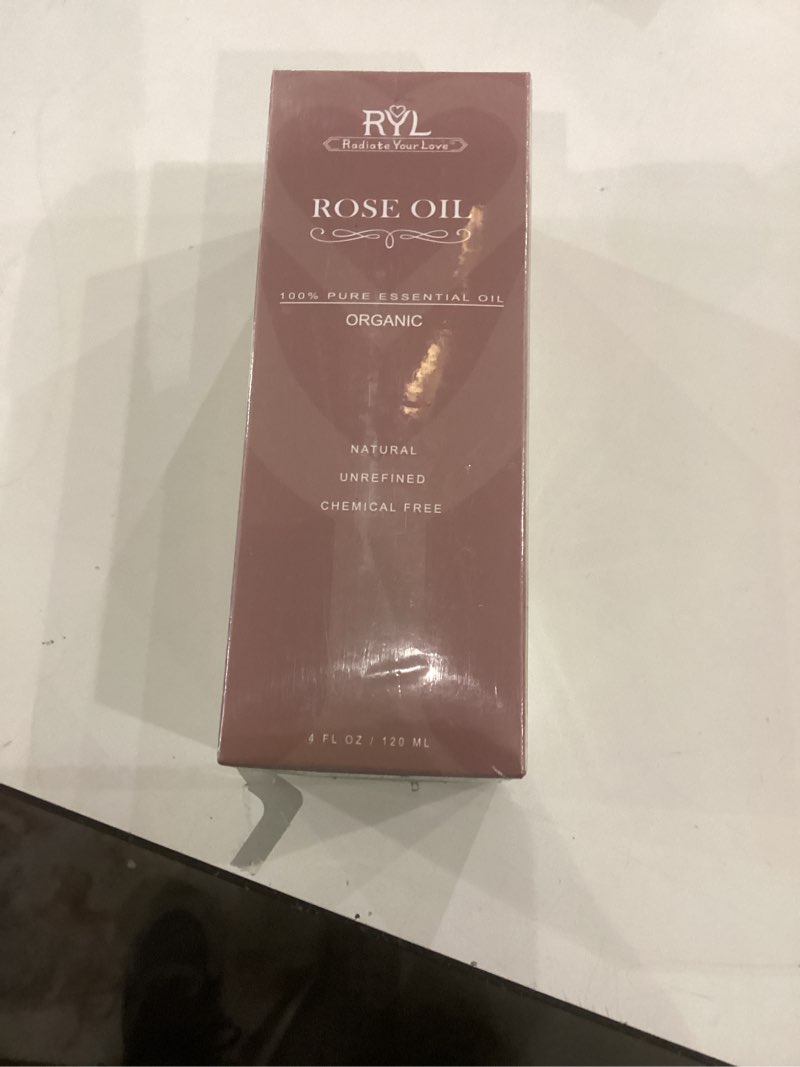 RYL
Radiate Your Love
ROSE OIL
100% PURE ESSENTIAL OIL
ORGANIC
NATURAL
UNREFINED
CHEMICAL FREE
4 FL OZ / 120 ML